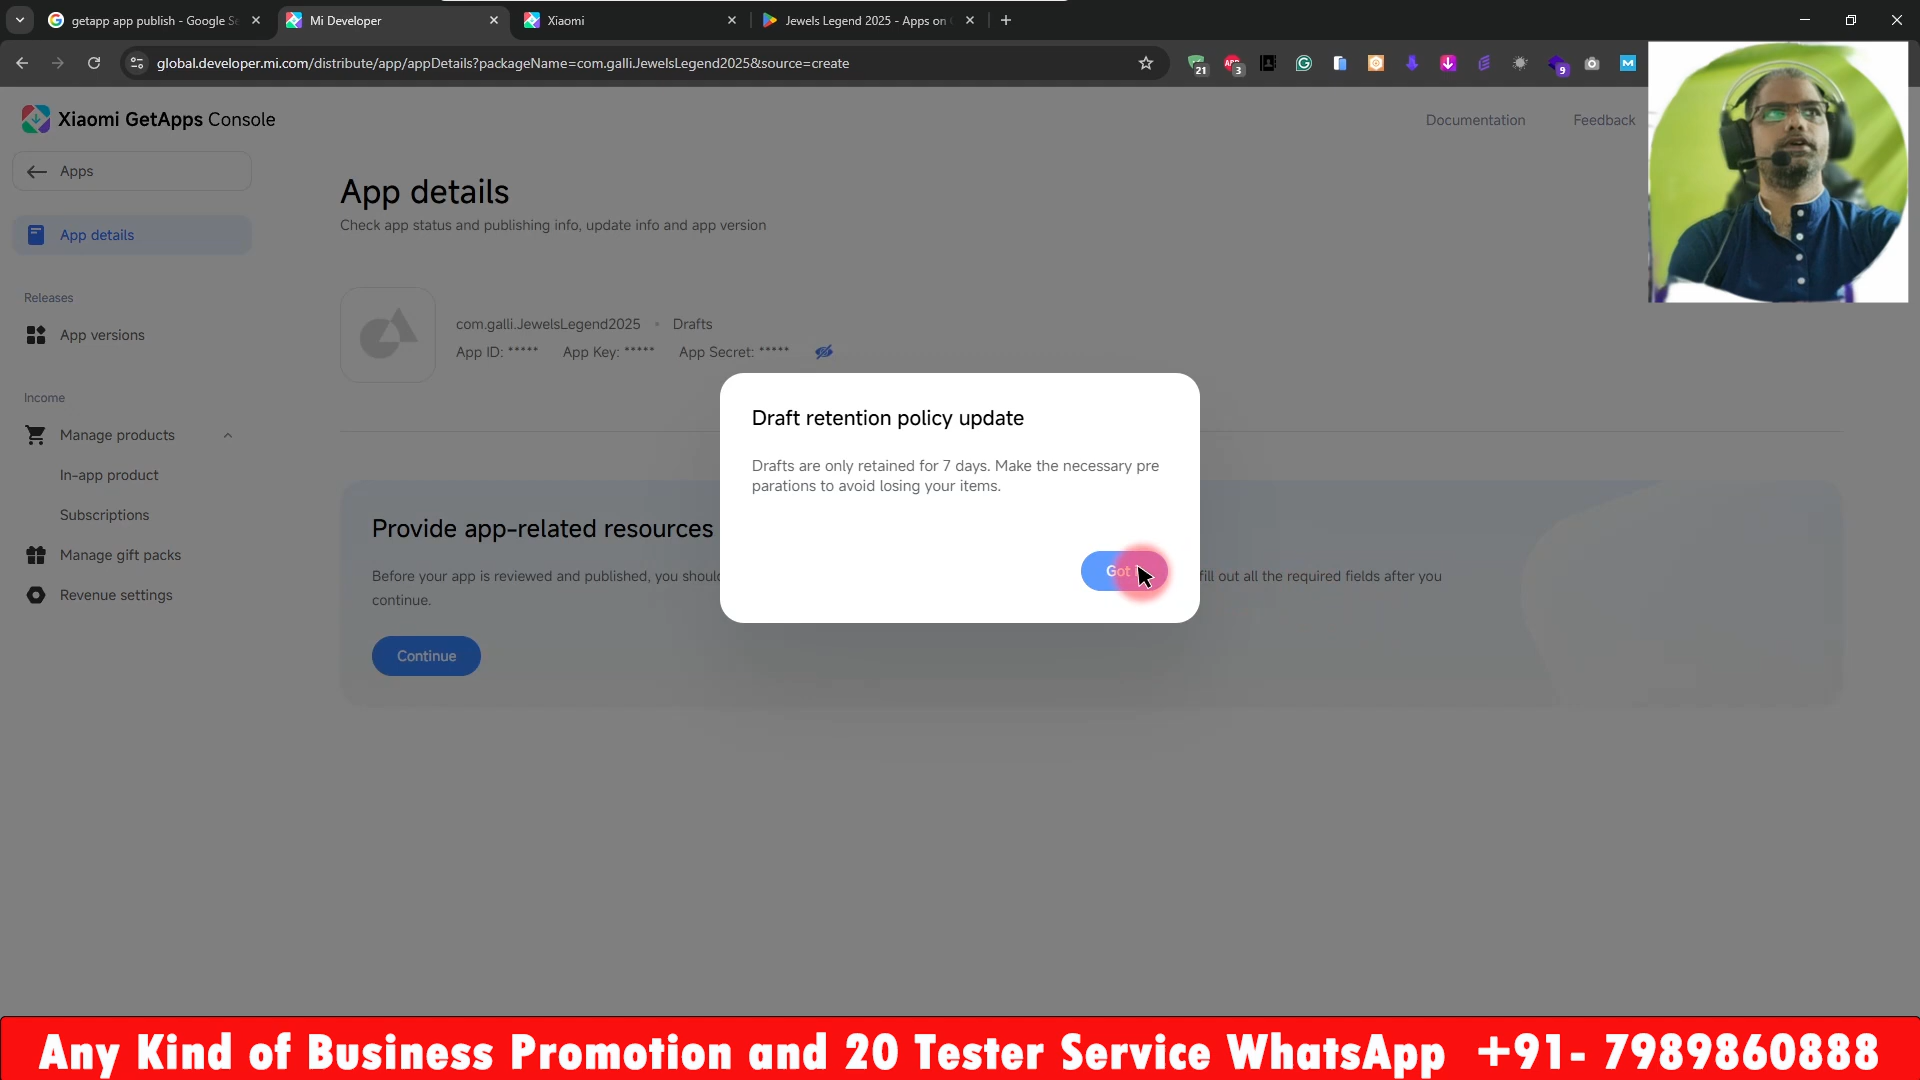 getapp app publish - Google Se
Mi Developer
Xiaomi
Jewels Legend 2025 - Apps on
global.developer.mi.com/distribute/app/appDetails?packageName=com.galli.JewelsLegend2025&source=create
21
3
9
Xiaomi GetApps Console
Documentation
Feedback
Apps
App details
Releases
App versions
Income
Manage products
In-app product
Subscriptions
Manage gift packs
Revenue settings
App details
Check app status and publishing info, update info and app version
com.galli.JewelsLegend2025 • Drafts
App ID: ***** App Key: ***** App Secret: *****
Provide app-related resources
Before your app is reviewed and published, you
fill out all the required fields after you
continue.
Continue
Draft retention policy update
Drafts are only retained for 7 days. Make the necessary pre
parations to avoid losing your items.
Got
Any Kind of Business Promotion and 20 Tester Service WhatsApp +91- 7989860888